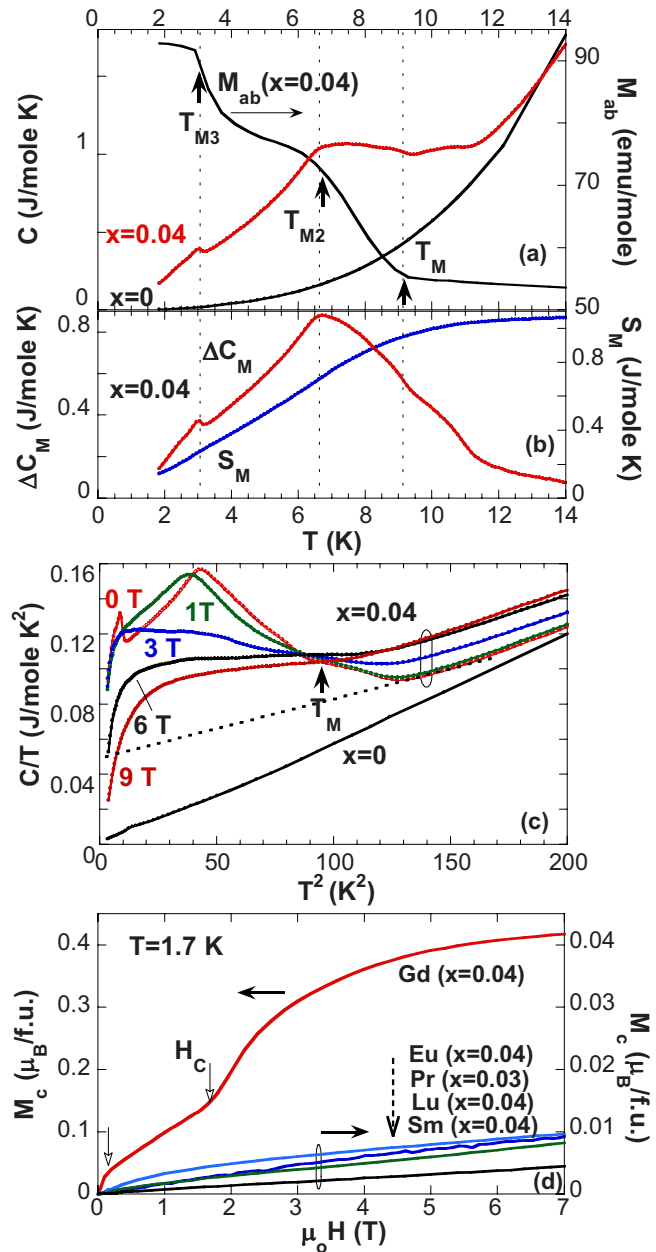 0 2 4 6 8 10 12 14
C (J/mole K)
1
0
M_ab(x=0.04)
T_M3
T_M2
T_M
x=0.04
x=0
(a)
90
70
50
M_ab (emu/mole)
ΔC_M (J/mole K)
0.8
0.4
0
x=0.04
ΔC_M
S_M
(b)
0.8
0.4
0
S_M (J/mole K)
0 2 4 6 8 10 12 14
T (K)
C/T (J/mole K²)
0.16
0.12
0.08
0.04
0
0 T
1T
3 T
6 T
9 T
x=0.04
T_M
x=0
(c)
0 50 100 150 200
T² (K²)
M_c (μ_B/f.u.)
0.4
0.3
0.2
0.1
0
T=1.7 K
H_C
Gd (x=0.04)
Eu (x=0.04)
Pr (x=0.03)
Lu (x=0.04)
Sm (x=0.04)
(d)
0.04
0.03
0.02
0.01
0
M_c (μ_B/f.u.)
0 1 2 3 4 5 6 7
μ_oH (T)